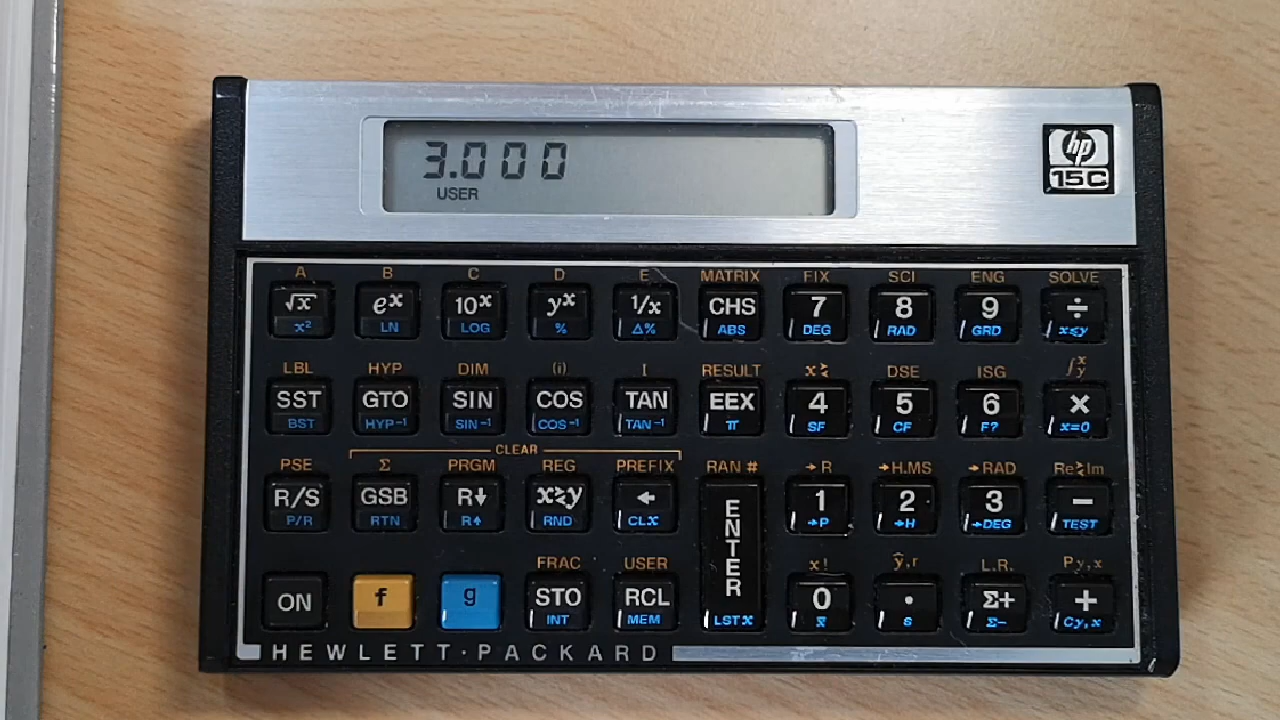 3.000
USER
hp
15C
A B C D E MATRIX FIX SCI ENG SOLVE
√x eˣ 10ˣ yˣ 1/x CHS 7 8 9 ÷
x² LN LOG % Δ% ABS DEG RAD GRD x≤y
LBL HYP DIM (i) I RESULT x≷ DSE ISG ∫xy
SST GTO SIN COS TAN EEX 4 5 6 ×
BST HYP⁻¹ SIN⁻¹ COS⁻¹ TAN⁻¹ π SF CF F? x=0
CLEAR
PSE Σ PRGM REG PREFIX RAN # →R →H.MS →RAD Re≷Im
R/S GSB R↓ x≷y ← ENTER 1 2 3 −
P/R RTN R↑ RND CLx →P →H →DEG TEST
FRAC USER x! ŷ,r L.R. Py,x
ON f g STO RCL 0 · Σ+ +
INT MEM LSTx x̄ s Σ− Cy,x
HEWLETT·PACKARD